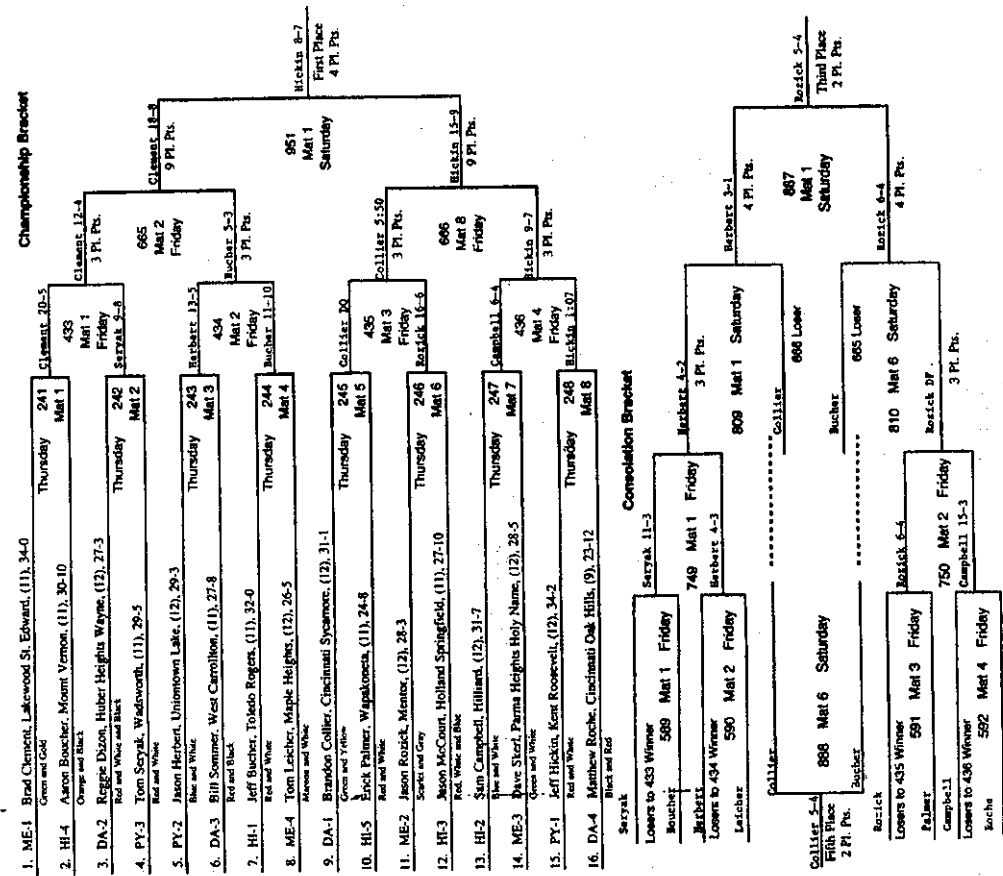 Championship Bracket
1. ME-1 Brad Clement, Lakewood St. Edward, (11), 34-0
Green and Gold
Thursday 241
Mat 1
2. HI-4 Aaron Boucher, Mount Vernon, (11), 30-10
Orange and Black
3. DA-2 Reggie Dizon, Huber Heights Wayne, (12), 27-3
Red and White and Black
Thursday 242
Mat 2
4. PY-3 Tom Seryak, Wadsworth, (11), 29-5
Red and White
5. PY-2 Jason Herbert, Uniontown Lake, (12), 29-3
Blue and White
Thursday 243
Mat 3
6. DA-3 Bill Sommer, West Carrollton, (11), 27-8
Red and Black
7. HI-1 Jeff Bucher, Toledo Rogers, (11), 32-0
Thursday 244
Mat 4
8. ME-4 Tom Leicher, Maple Heights, (12), 26-5
Maroon and White
9. DA-1 Brandon Collier, Cincinnati Sycamore, (12), 31-1
Green and Yellow
Thursday 245
Mat 5
10. HI-5 Erick Palmer, Wapakoneta, (11), 24-8
Red and White
11. ME-2 Jason Rozick, Mentor, (12), 28-3
Scarlet and Gray
Thursday 246
Mat 6
12. HI-3 Jason McCourt, Holland Springfield, (11), 27-10
Red, White and Blue
13. HI-2 Sam Campbell, Hilliard, (12), 31-7
Blue and White
Thursday 247
Mat 7
14. ME-3 Dave Skerl, Parma Heights Holy Name, (12), 28-5
Green and White
15. PY-1 Jeff Hickin, Kent Roosevelt, (12), 34-2
Red and White
Thursday 248
Mat 8
16. DA-4 Matthew Roche, Cincinnati Oak Hills, (9), 23-12
Black and Red
Clement 20-5
433
Mat 1
Friday
Seryak 9-8
Herbert 13-5
434
Mat 2
Friday
Bucher 11-10
Collier DQ
435
Mat 3
Friday
Rozick 16-6
Campbell 6-4
436
Mat 4
Friday
Hickin 1:07
Clement 12-4
3 Pl. Pts.
665
Mat 2
Friday
Bucher 5-3
3 Pl. Pts.
Collier 5:50
3 Pl. Pts.
666
Mat 8
Friday
Hickin 9-7
3 Pl. Pts.
Clement 18-8
9 Pl. Pts.
951
Mat 1
Saturday
Hickin 15-9
9 Pl. Pts.
Hickin 8-7
First Place
4 Pl. Pts.
Consolation Bracket
Seryak
Losers to 433 Winner
589 Mat 1 Friday
Boucher
Herbert
Losers to 434 Winner
590 Mat 2 Friday
Leicher
Seryak 11-3
749 Mat 1 Friday
Herbert 4-3
Herbert 4-2
3 Pl. Pts.
809 Mat 1 Saturday
Collier
666 Loser
Herbert 3-1
4 Pl. Pts.
887
Mat 1
Saturday
Rozick 5-4
Third Place
2 Pl. Pts.
Collier
888 Mat 6 Saturday
Bucher
Collier 5-4
Fifth Place
2 Pl. Pts.
Bucher
665 Loser
810 Mat 6 Saturday
Rozick DF.
3 Pl. Pts.
Rozick 6-4
4 Pl. Pts.
Rozick
Losers to 435 Winner
591 Mat 3 Friday
Palmer
Campbell
Losers to 436 Winner
592 Mat 4 Friday
Roche
Rozick 6-4
750 Mat 2 Friday
Campbell 15-3